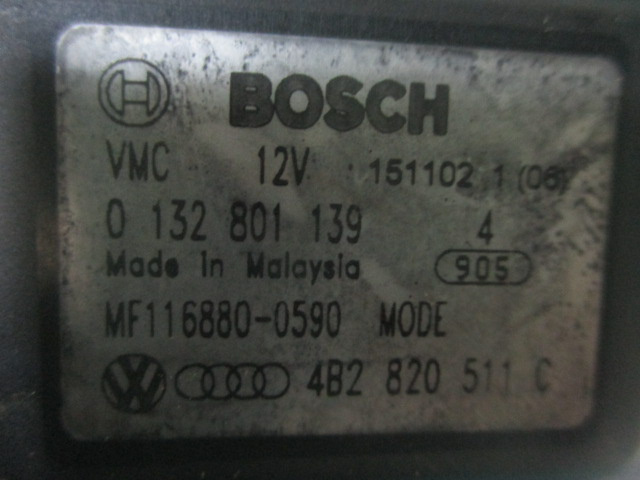 BOSCH
VMC 12V 151102 1 (06)
0 132 801 139 4
Made in Malaysia 905
MF116880-0590 MODE
4B2 820 511 C